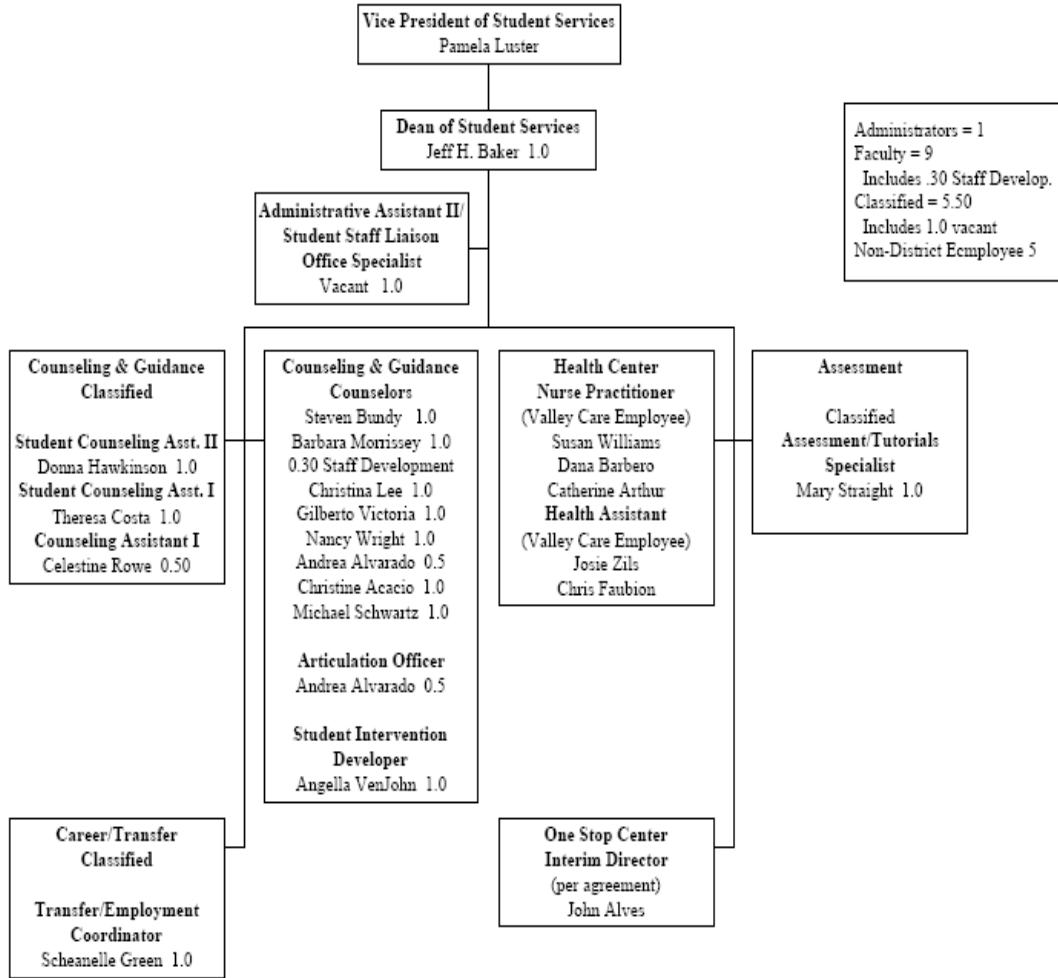 Vice President of Student Services
Pamela Luster
Dean of Student Services
Jeff H. Baker 1.0
Administrators = 1
Faculty = 9
Includes .30 Staff Develop.
Classified = 5.50
Includes 1.0 vacant
Non-District Ecmployee 5
Administrative Assistant II/
Student Staff Liaison
Office Specialist
Vacant 1.0
Counseling & Guidance
Classified
Student Counseling Asst. II
Donna Hawkinson 1.0
Student Counseling Asst. I
Theresa Costa 1.0
Counseling Assistant I
Celestine Rowe 0.50
Counseling & Guidance
Counselors
Steven Bundy 1.0
Barbara Morrissey 1.0
0.30 Staff Development
Christina Lee 1.0
Gilberto Victoria 1.0
Nancy Wright 1.0
Andrea Alvarado 0.5
Christine Acacio 1.0
Michael Schwartz 1.0
Articulation Officer
Andrea Alvarado 0.5
Student Intervention
Developer
Angella VenJohn 1.0
Health Center
Nurse Practitioner
(Valley Care Employee)
Susan Williams
Dana Barbero
Catherine Arthur
Health Assistant
(Valley Care Employee)
Josie Zils
Chris Faubion
Assessment
Classified
Assessment/Tutorials
Specialist
Mary Straight 1.0
Career/Transfer
Classified
Transfer/Employment
Coordinator
Scheanelle Green 1.0
One Stop Center
Interim Director
(per agreement)
John Alves